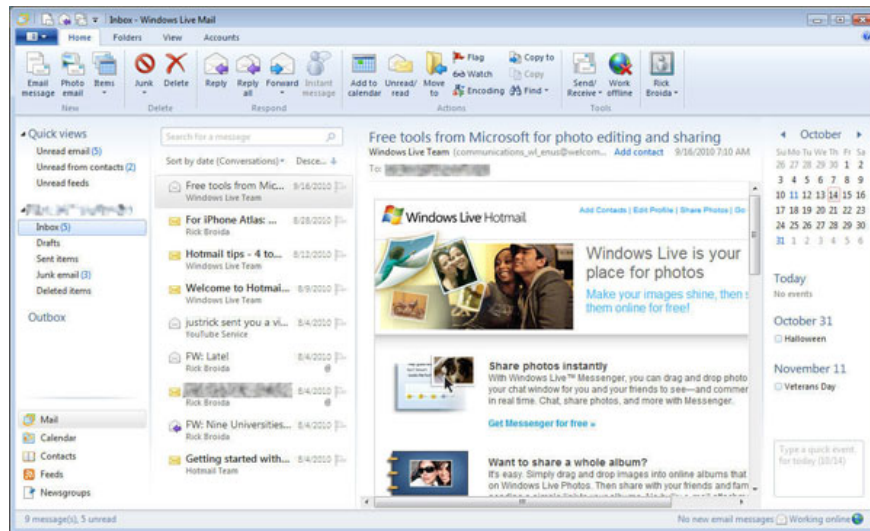 Inbox - Windows Live Mail
Home Folders View Accounts
Email message
Photo email
Items
New
Junk
Delete
Delete
Reply
Reply all
Forward
Instant message
Respond
Add to calendar
Unread/ read
Move to
Flag
Watch
Encoding
Copy to
Copy
Find
Actions
Send/ Receive
Work offline
Tools
Rick Broida
Quick views
Unread email (5)
Unread from contacts (2)
Unread feeds
Inbox (5)
Drafts
Sent items
Junk email (3)
Deleted items
Outbox
Mail
Calendar
Contacts
Feeds
Newsgroups
Search for a message
Sort by date (Conversations) Desce...
Free tools from Mic... 9/16/2010
Windows Live Team
For iPhone Atlas: ... 8/28/2010
Rick Broida
Hotmail tips - 4 to... 8/12/2010
Windows Live Team
Welcome to Hotmai... 8/9/2010
Windows Live Team
justrick sent you a vi... 8/4/2010
YouTube Service
FW: Latel 8/4/2010
Rick Broida
8/4/2010
Rick Broida
FW: Nine Universities... 8/4/2010
Rick Broida
Getting started with... 8/4/2010
Hotmail Team
Free tools from Microsoft for photo editing and sharing
Windows Live Team (communications_wl_enus@welcom... Add contact 9/16/2010 7:10 AM
To:
Windows Live Hotmail
Add Contacts | Edit Profile | Share Photos | Go
Windows Live is your
place for photos
Make your images shine, then s
them online for free!
Share photos instantly
With Windows Live™ Messenger, you can drag and drop photo
your chat window for you and your friends to see—and commer
in real time. Chat, share photos, and more with Messenger.
Get Messenger for free »
Want to share a whole album?
It's easy. Simply drag and drop images into online albums that
on Windows Live Photos. Then share with your friends and fam
October
Su Mo Tu We Th Fr Sa
26 27 28 29 30 1 2
3 4 5 6 7 8 9
10 11 12 13 14 15 16
17 18 19 20 21 22 23
24 25 26 27 28 29 30
31 1 2 3 4 5 6
Today
No events
October 31
Halloween
November 11
Veterans Day
Type a quick event
for today (10/14)
9 message(s), 5 unread
No new email messages
Working online